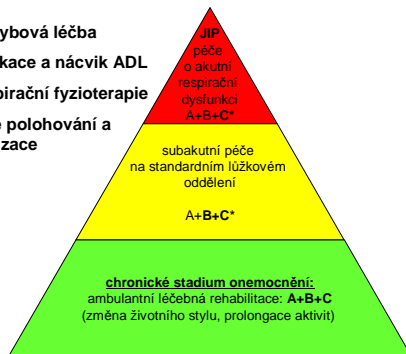 ybová léčba
kace a nácvik ADL
pirační fyzioterapie
polohování a
zace
JIP
péče
o akutní
respirační
dysfunkci
A+B+C*
subakutní péče
na standardním lůžkovém
oddělení
A+B+C*
chronické stadium onemocnění:
ambulantní léčebná rehabilitace: A+B+C
(změna životního stylu, prolongace aktivit)